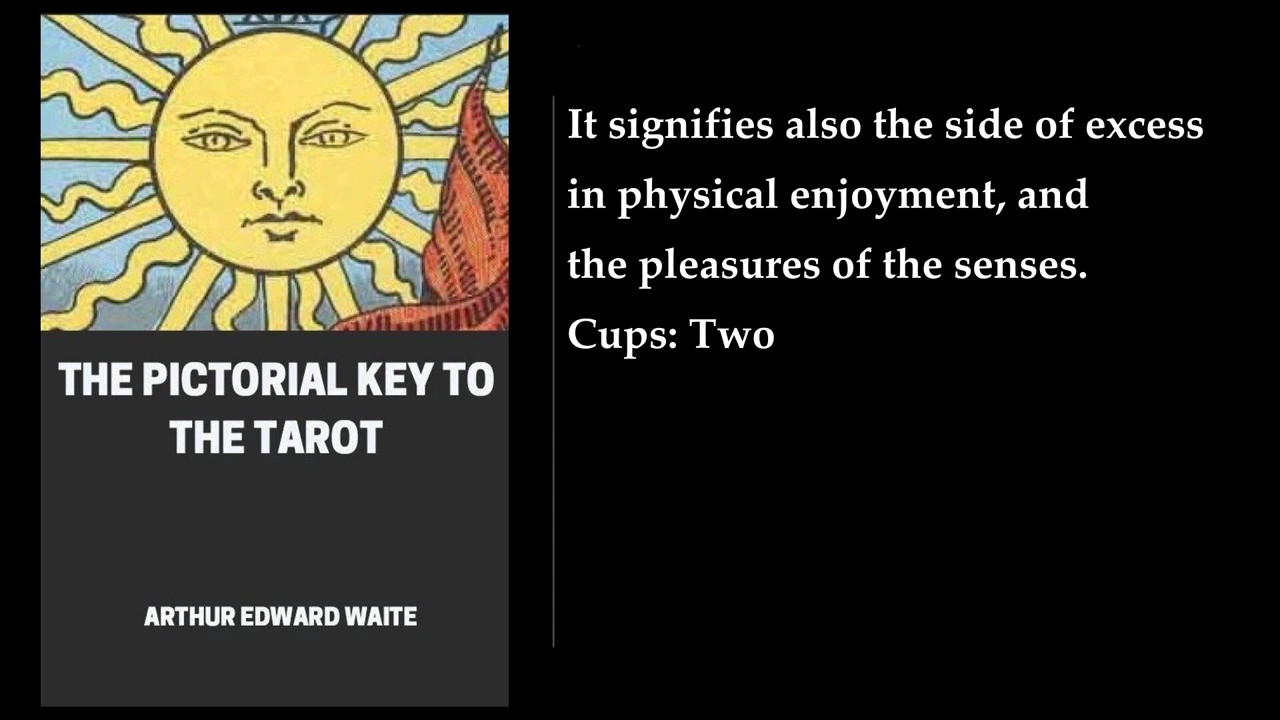 XIX
THE PICTORIAL KEY TO
THE TAROT
ARTHUR EDWARD WAITE
It signifies also the side of excess
in physical enjoyment, and
the pleasures of the senses.
Cups: Two